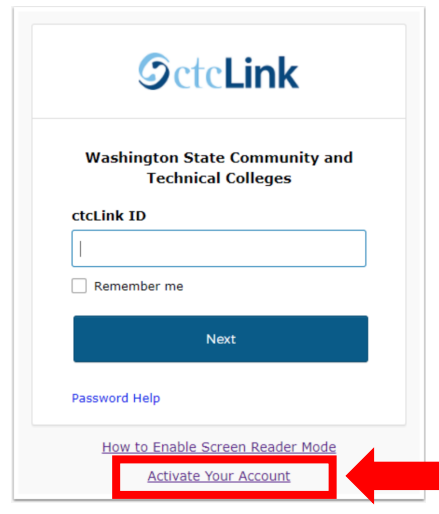 ctcLink
Washington State Community and
Technical Colleges
ctcLink ID
Remember me
Next
Password Help
How to Enable Screen Reader Mode
Activate Your Account